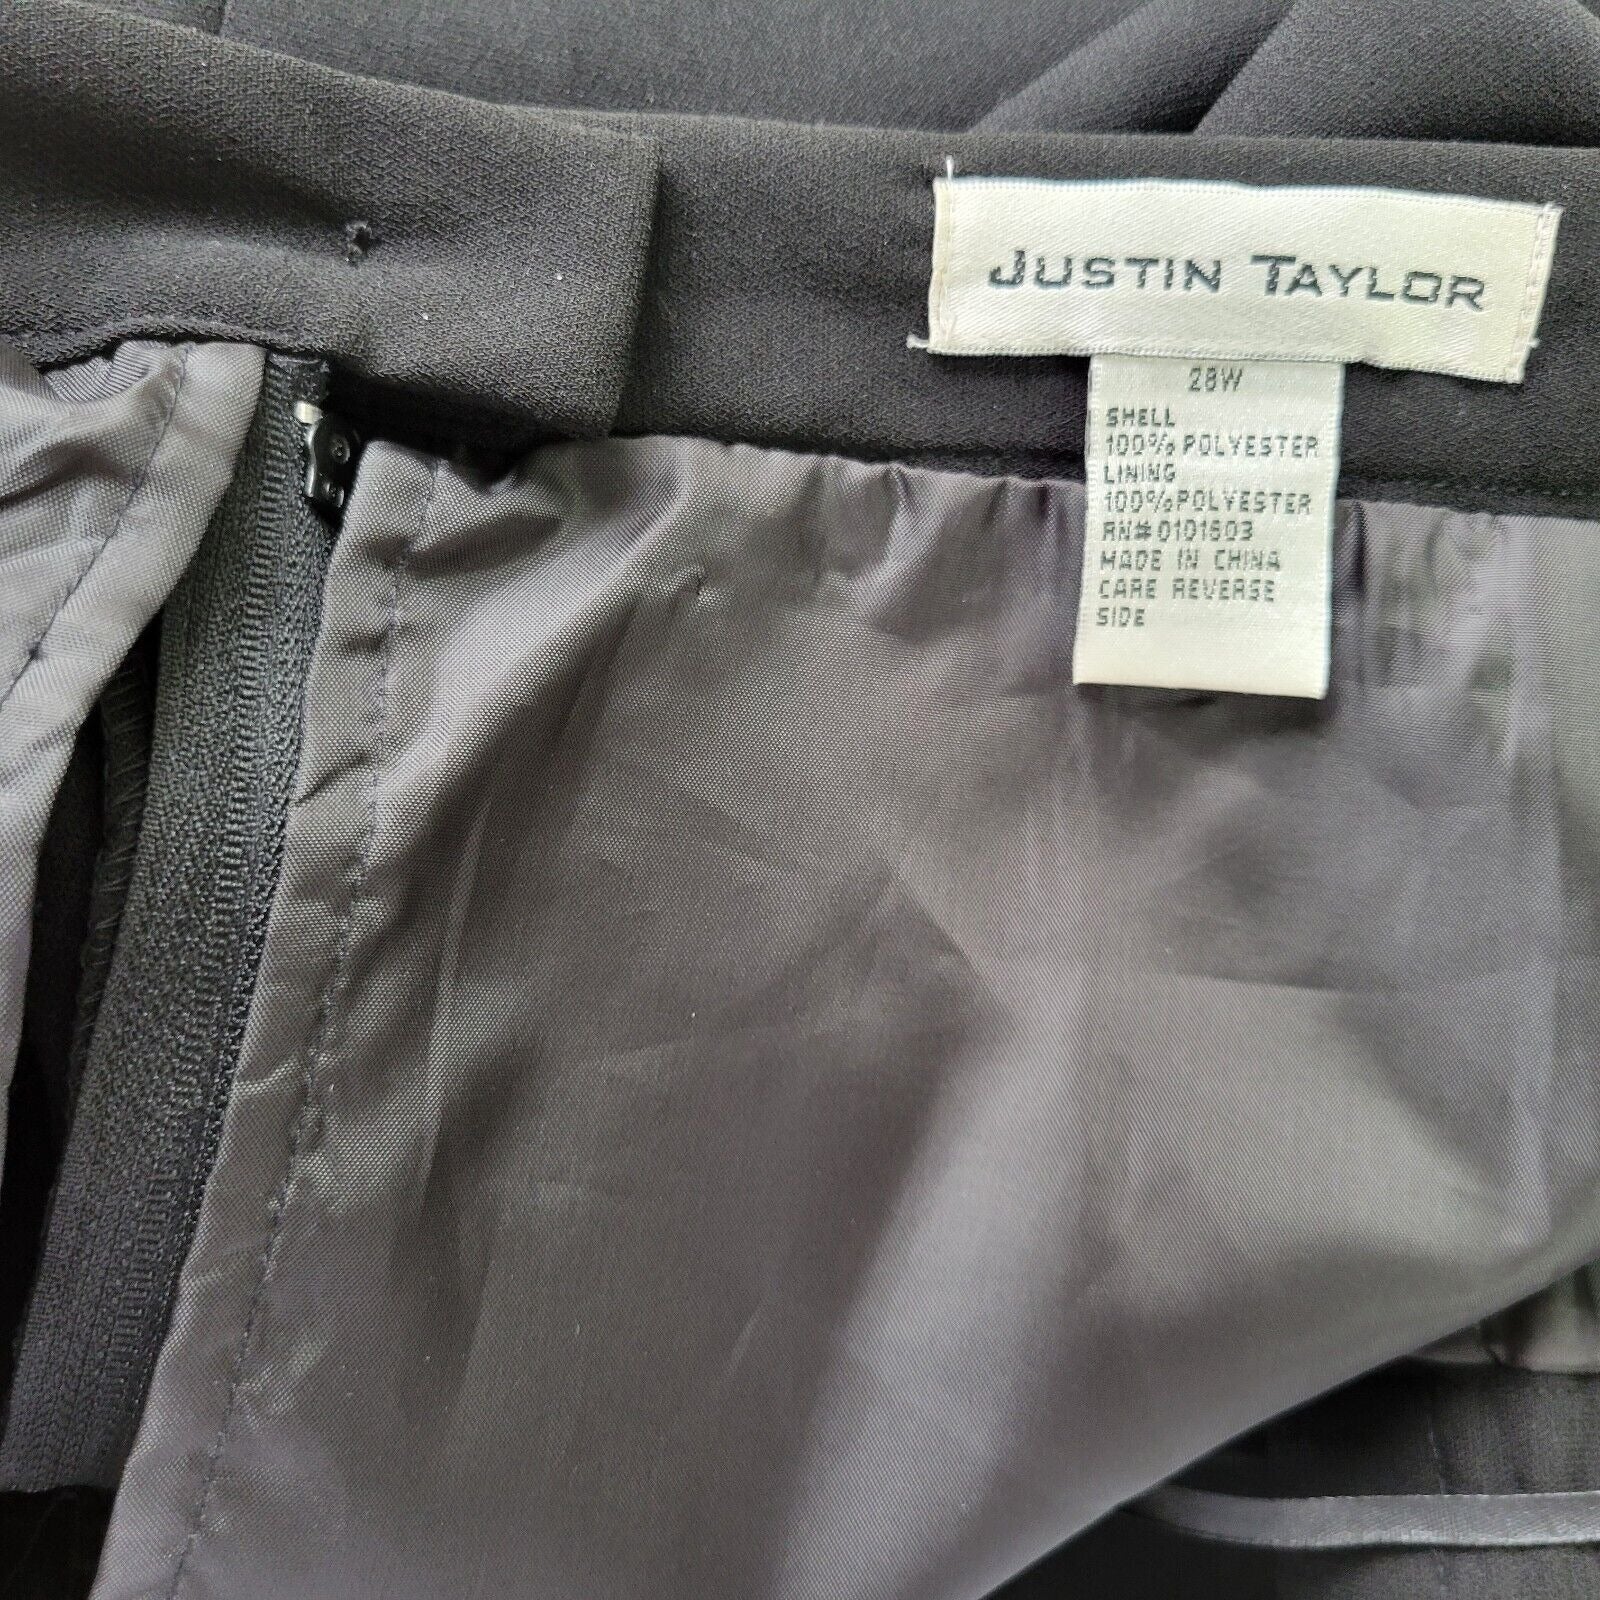 JUSTIN TAYLOR
28W
SHELL
100% POLYESTER
LINING
100% POLYESTER
RN#0101603
MADE IN CHINA
CARE REVERSE
SIDE